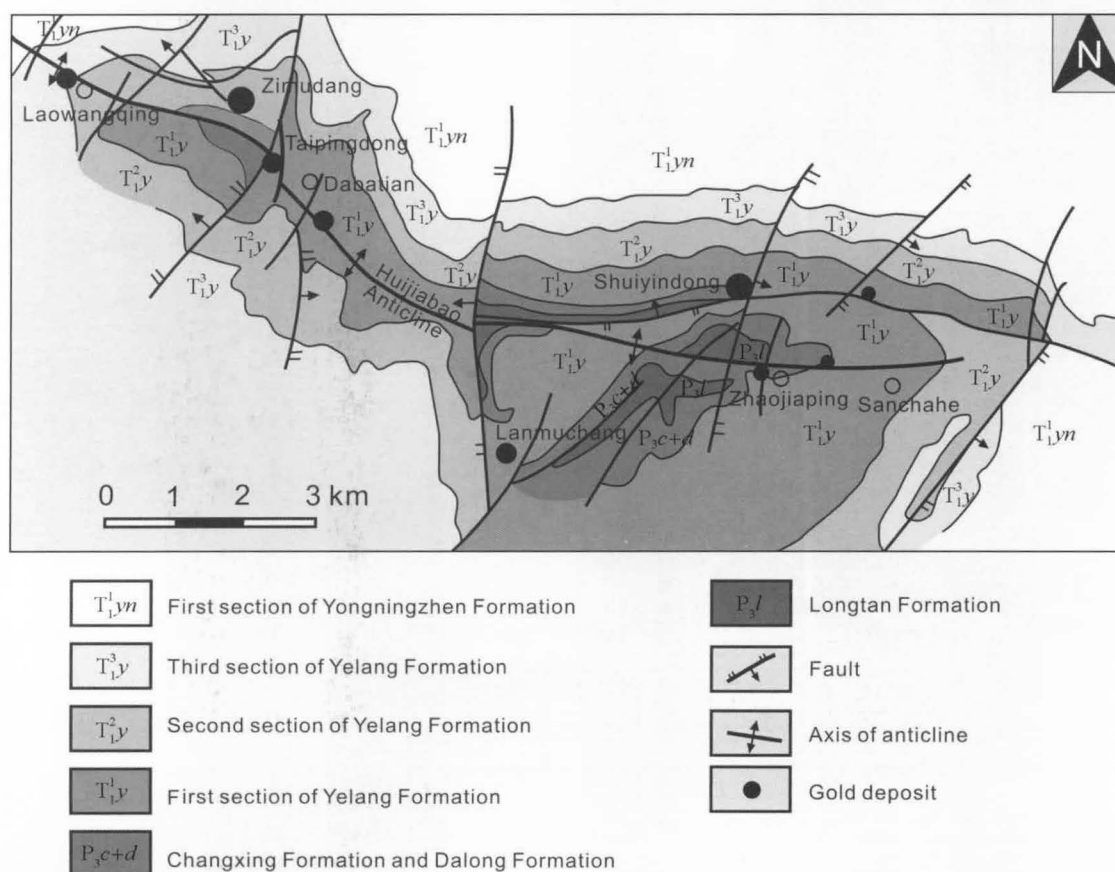 T₁¹yn
T₁³y
N
Zimudang
Laowangqing
T₁¹yn
T₁¹y
Taipingdong
T₁¹yn
T₁²y
Dabatian
T₁³y
T₁³y
T₁³y
T₁¹y
T₁²y
T₁²y
T₁²y
T₁³y
T₁²y
T₁¹y
Shuiyindong
T₁¹y
Huijiabao
Anticline
T₁¹y
T₁¹y
T₁¹y
P₃l
T₁²y
P₃c+d
P₃l
Zhaojiaping
Sanchahe
Lanmuchang
P₃c+d
T₁¹y
T₁¹yn
T₁³y
0 1 2 3 km
T₁¹yn First section of Yongningzhen Formation
T₁³y Third section of Yelang Formation
T₁²y Second section of Yelang Formation
T₁¹y First section of Yelang Formation
P₃c+d Changxing Formation and Dalong Formation
P₃l Longtan Formation
Fault
Axis of anticline
Gold deposit